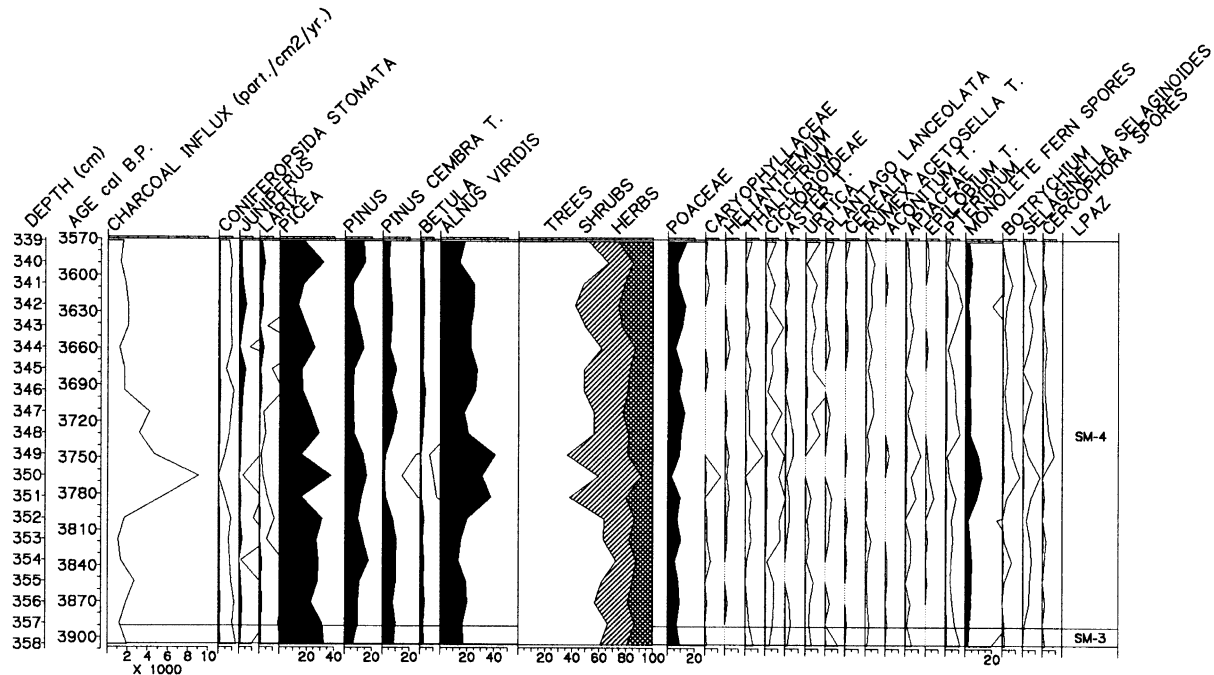 DEPTH (cm)
AGE cal B.P.
CHARCOAL INFLUX (part./cm2/yr.)
CONIFEROPSIDA STOMATA
JUNIPERUS
LARIX
PICEA
PINUS
PINUS CEMBRA T.
BETULA
ALNUS VIRIDIS
TREES
SHRUBS
HERBS
POACEAE
CARYOPHYLLACEAE
HELIANTHEMUM
THALICTRUM
CICHORIOIDEAE
ASTER T.
URTICA
PLANTAGO LANCEOLATA
CEREALIA
RUMEX ACETOSELLA T.
ACONITUM T.
APIACEAE
EPILOBIUM T.
PTERIDIUM
MONOLETE FERN SPORES
BOTRYCHIUM
SELAGINELLA SELAGINOIDES
CERCOPHORA SPORES
LPAZ
339 3570
340
3600
341
342 3630
343
344 3660
345
3690
346
347 3720
348
349 3750
350
3780
351
352 3810
353
354 3840
355
356 3870
357
358 3900
SM-4
SM-3
2 4 6 8 10
X 1000
20 40
20
20
20 40
20 40 60 80 100
20
20